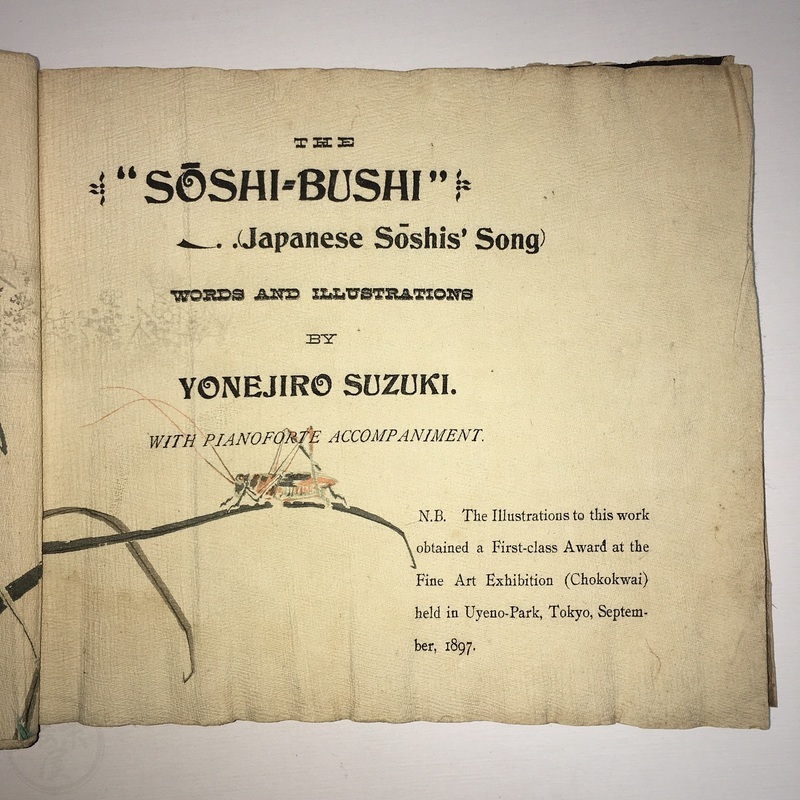 THE
"SŌSHI-BUSHI"
(Japanese Sōshis' Song)
WORDS AND ILLUSTRATIONS
BY
YONEJIRO SUZUKI.
WITH PIANOFORTE ACCOMPANIMENT.
N.B. The Illustrations to this work
obtained a First-class Award at the
Fine Art Exhibition (Chokokwai)
held in Uyeno-Park, Tokyo, Septem-
ber, 1897.